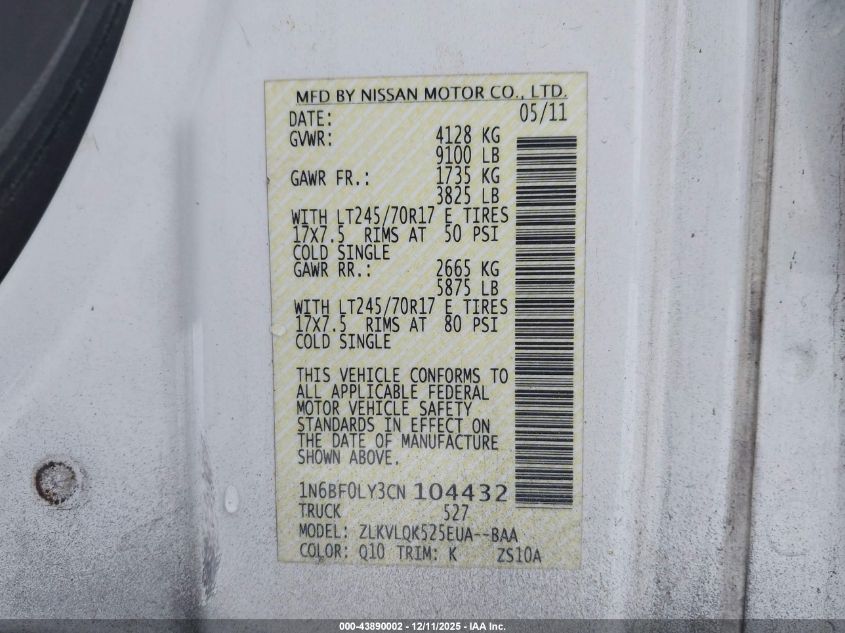 MFD BY NISSAN MOTOR CO., LTD.
DATE: 05/11
GVWR: 4128 KG
9100 LB
GAWR FR.: 1735 KG
3825 LB
WITH LT245/70R17 E TIRES
17X7.5 RIMS AT 50 PSI
COLD SINGLE
GAWR RR.: 2665 KG
5875 LB
WITH LT245/70R17 E TIRES
17X7.5 RIMS AT 80 PSI
COLD SINGLE
THIS VEHICLE CONFORMS TO
ALL APPLICABLE FEDERAL
MOTOR VEHICLE SAFETY
STANDARDS IN EFFECT ON
THE DATE OF MANUFACTURE
SHOWN ABOVE.
1N6BF0LY3CN 104432
TRUCK 527
MODEL: ZLKVLQK525EUA--BAA
COLOR: Q10 TRIM: K ZS10A
000-43890002 - 12/11/2025 - IAA Inc.